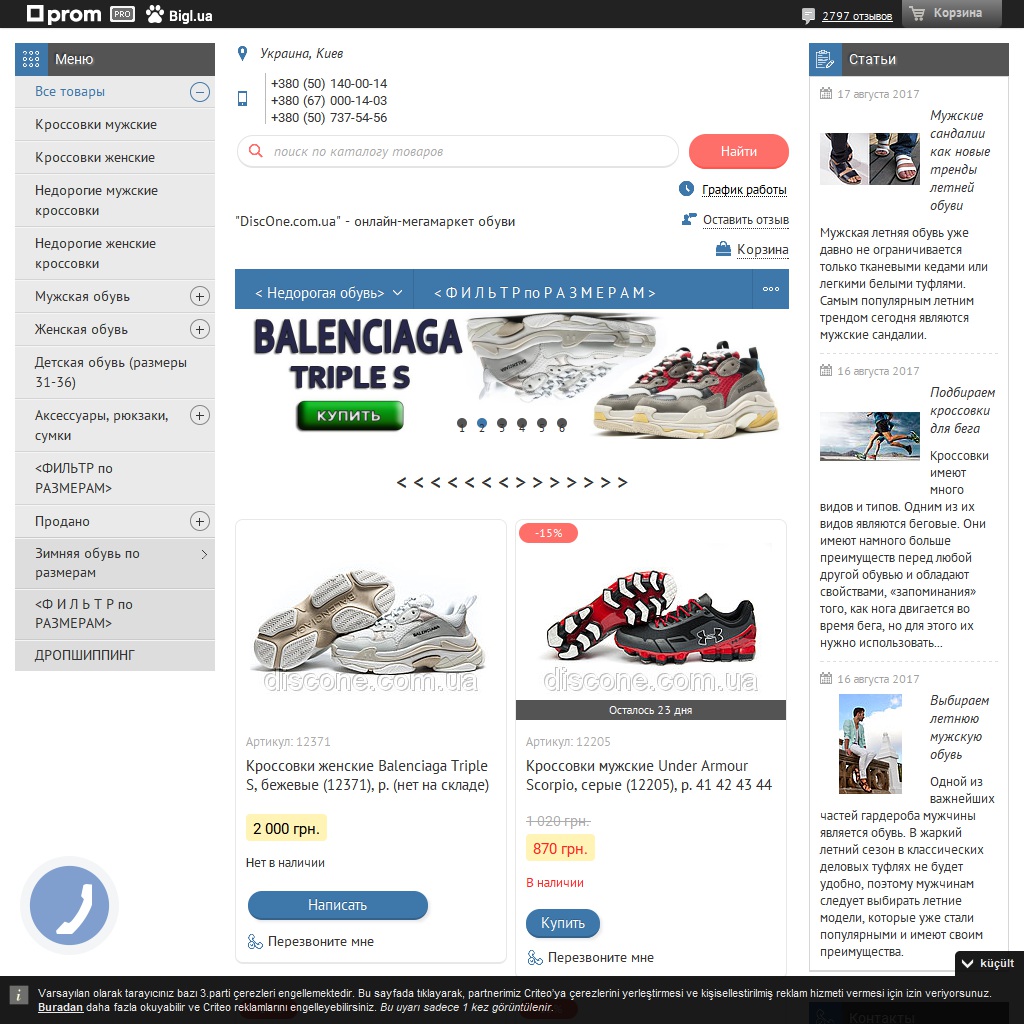 prom PRO Bigl.ua
2797 отзывов
Корзина
Меню
Все товары
Кроссовки мужские
Кроссовки женские
Недорогие мужские
кроссовки
Недорогие женские
кроссовки
Мужская обувь
Женская обувь
Детская обувь (размеры
31-36)
Аксессуары, рюкзаки,
сумки
<ФИЛЬТР по
РАЗМЕРАМ>
Продано
Зимняя обувь по
размерам
<Ф И Л Ь Т Р по
РАЗМЕРАМ>
ДРОПШИППИНГ
Украина, Киев
+380 (50) 140-00-14
+380 (67) 000-14-03
+380 (50) 737-54-56
поиск по каталогу товаров
Найти
График работы
"DiscOne.com.ua" - онлайн-мегамаркет обуви
Оставить отзыв
Корзина
< Недорогая обувь>
< Ф И Л Ь Т Р по Р А З М Е Р А М >
BALENCIAGA
TRIPLE S
КУПИТЬ
1 2 3 4 5 6
< < < < < < < > > > > > > >
discone.com.ua
Артикул: 12371
Кроссовки женские Balenciaga Triple
S, бежевые (12371), р. (нет на складе)
2 000 грн.
Нет в наличии
Написать
Перезвоните мне
-15%
discone.com.ua
Осталось 23 дня
Артикул: 12205
Кроссовки мужские Under Armour
Scorpio, серые (12205), р. 41 42 43 44
1 020 грн.
870 грн.
В наличии
Купить
Перезвоните мне
Статьи
17 августа 2017
Мужские
сандалии
как новые
тренды
летней
обуви
Мужская летняя обувь уже
давно не ограничивается
только тканевыми кедами или
легкими белыми туфлями.
Самым популярным летним
трендом сегодня являются
мужские сандалии.
16 августа 2017
Подбираем
кроссовки
для бега
Кроссовки
имеют
много
видов и типов. Одним из их
видов являются беговые. Они
имеют намного больше
преимуществ перед любой
другой обувью и обладают
свойствами, «запоминания»
того, как нога двигается во
время бега, но для этого их
нужно использовать...
16 августа 2017
Выбираем
летнюю
мужскую
обувь
Одной из
важнейших
частей гардероба мужчины
является обувь. В жаркий
летний сезон в классических
деловых туфлях не будет
удобно, поэтому мужчинам
следует выбирать летние
модели, которые уже стали
популярными и имеют своим
преимущества.
küçült
Контакты
Varsayılan olarak tarayıcınız bazı 3.parti çerezleri engellemektedir. Bu sayfada tıklayarak, partnerimiz Criteo'ya çerezlerini yerleştirmesi ve kişisellestirilmiş reklam hizmeti vermesi için izin veriyorsunuz.
Buradan daha fazla okuyabilir ve Criteo reklamlarını engelleyebilirsiniz. Bu uyarı sadece 1 kez görüntülenir.